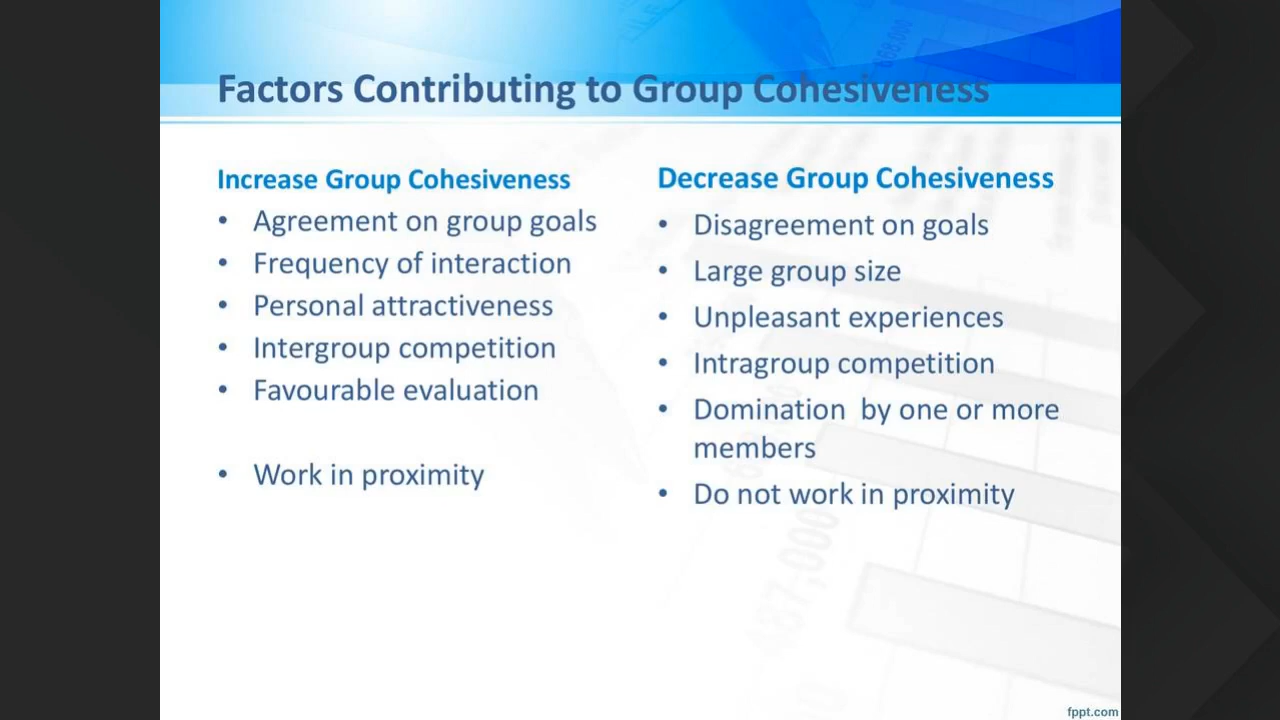 Factors Contributing to Group Cohesiveness
Increase Group Cohesiveness
• Agreement on group goals
• Frequency of interaction
• Personal attractiveness
• Intergroup competition
• Favourable evaluation
• Work in proximity
Decrease Group Cohesiveness
• Disagreement on goals
• Large group size
• Unpleasant experiences
• Intragroup competition
• Domination  by one or more
members
• Do not work in proximity
487,000
fppt.com